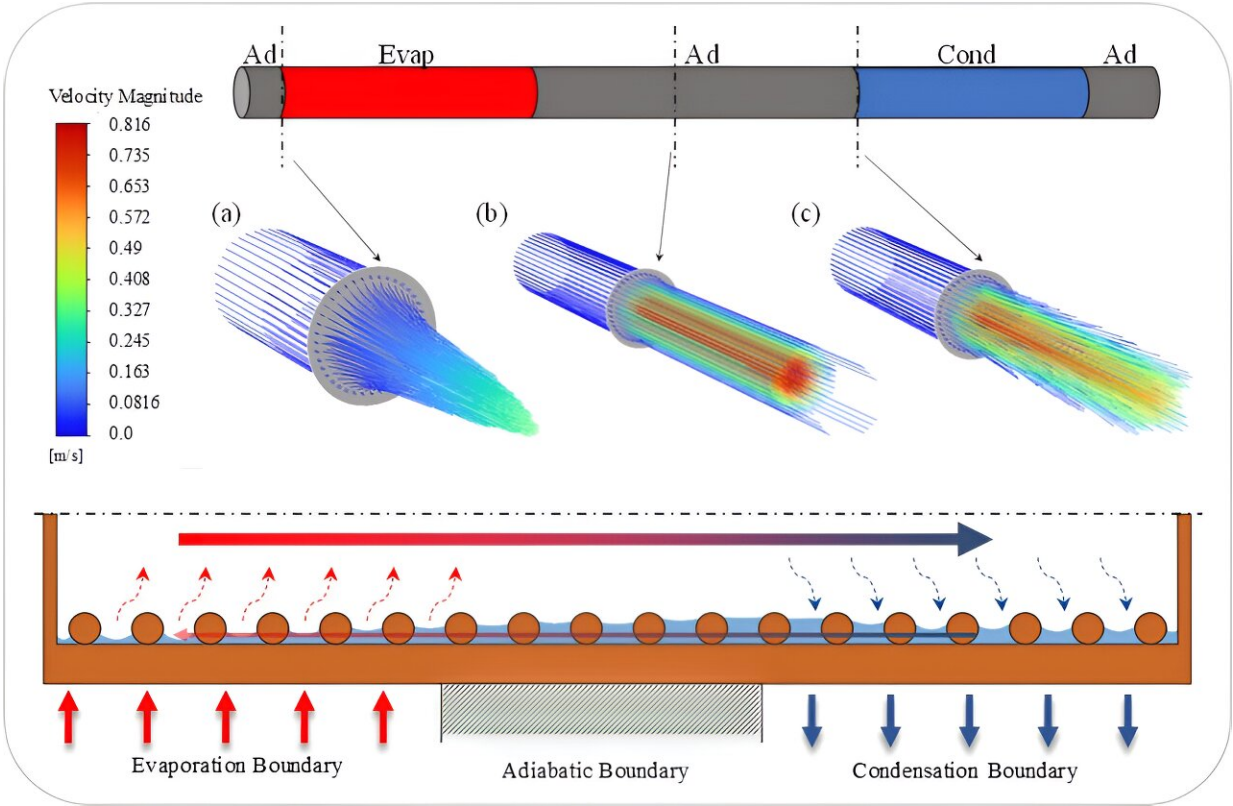 Ad Evap Ad Cond Ad
Velocity Magnitude
0.816
0.735
0.653
0.572
0.49
0.408
0.327
0.245
0.163
0.0816
0.0
[m/s]
(a) (b) (c)
Evaporation Boundary
Adiabatic Boundary
Condensation Boundary